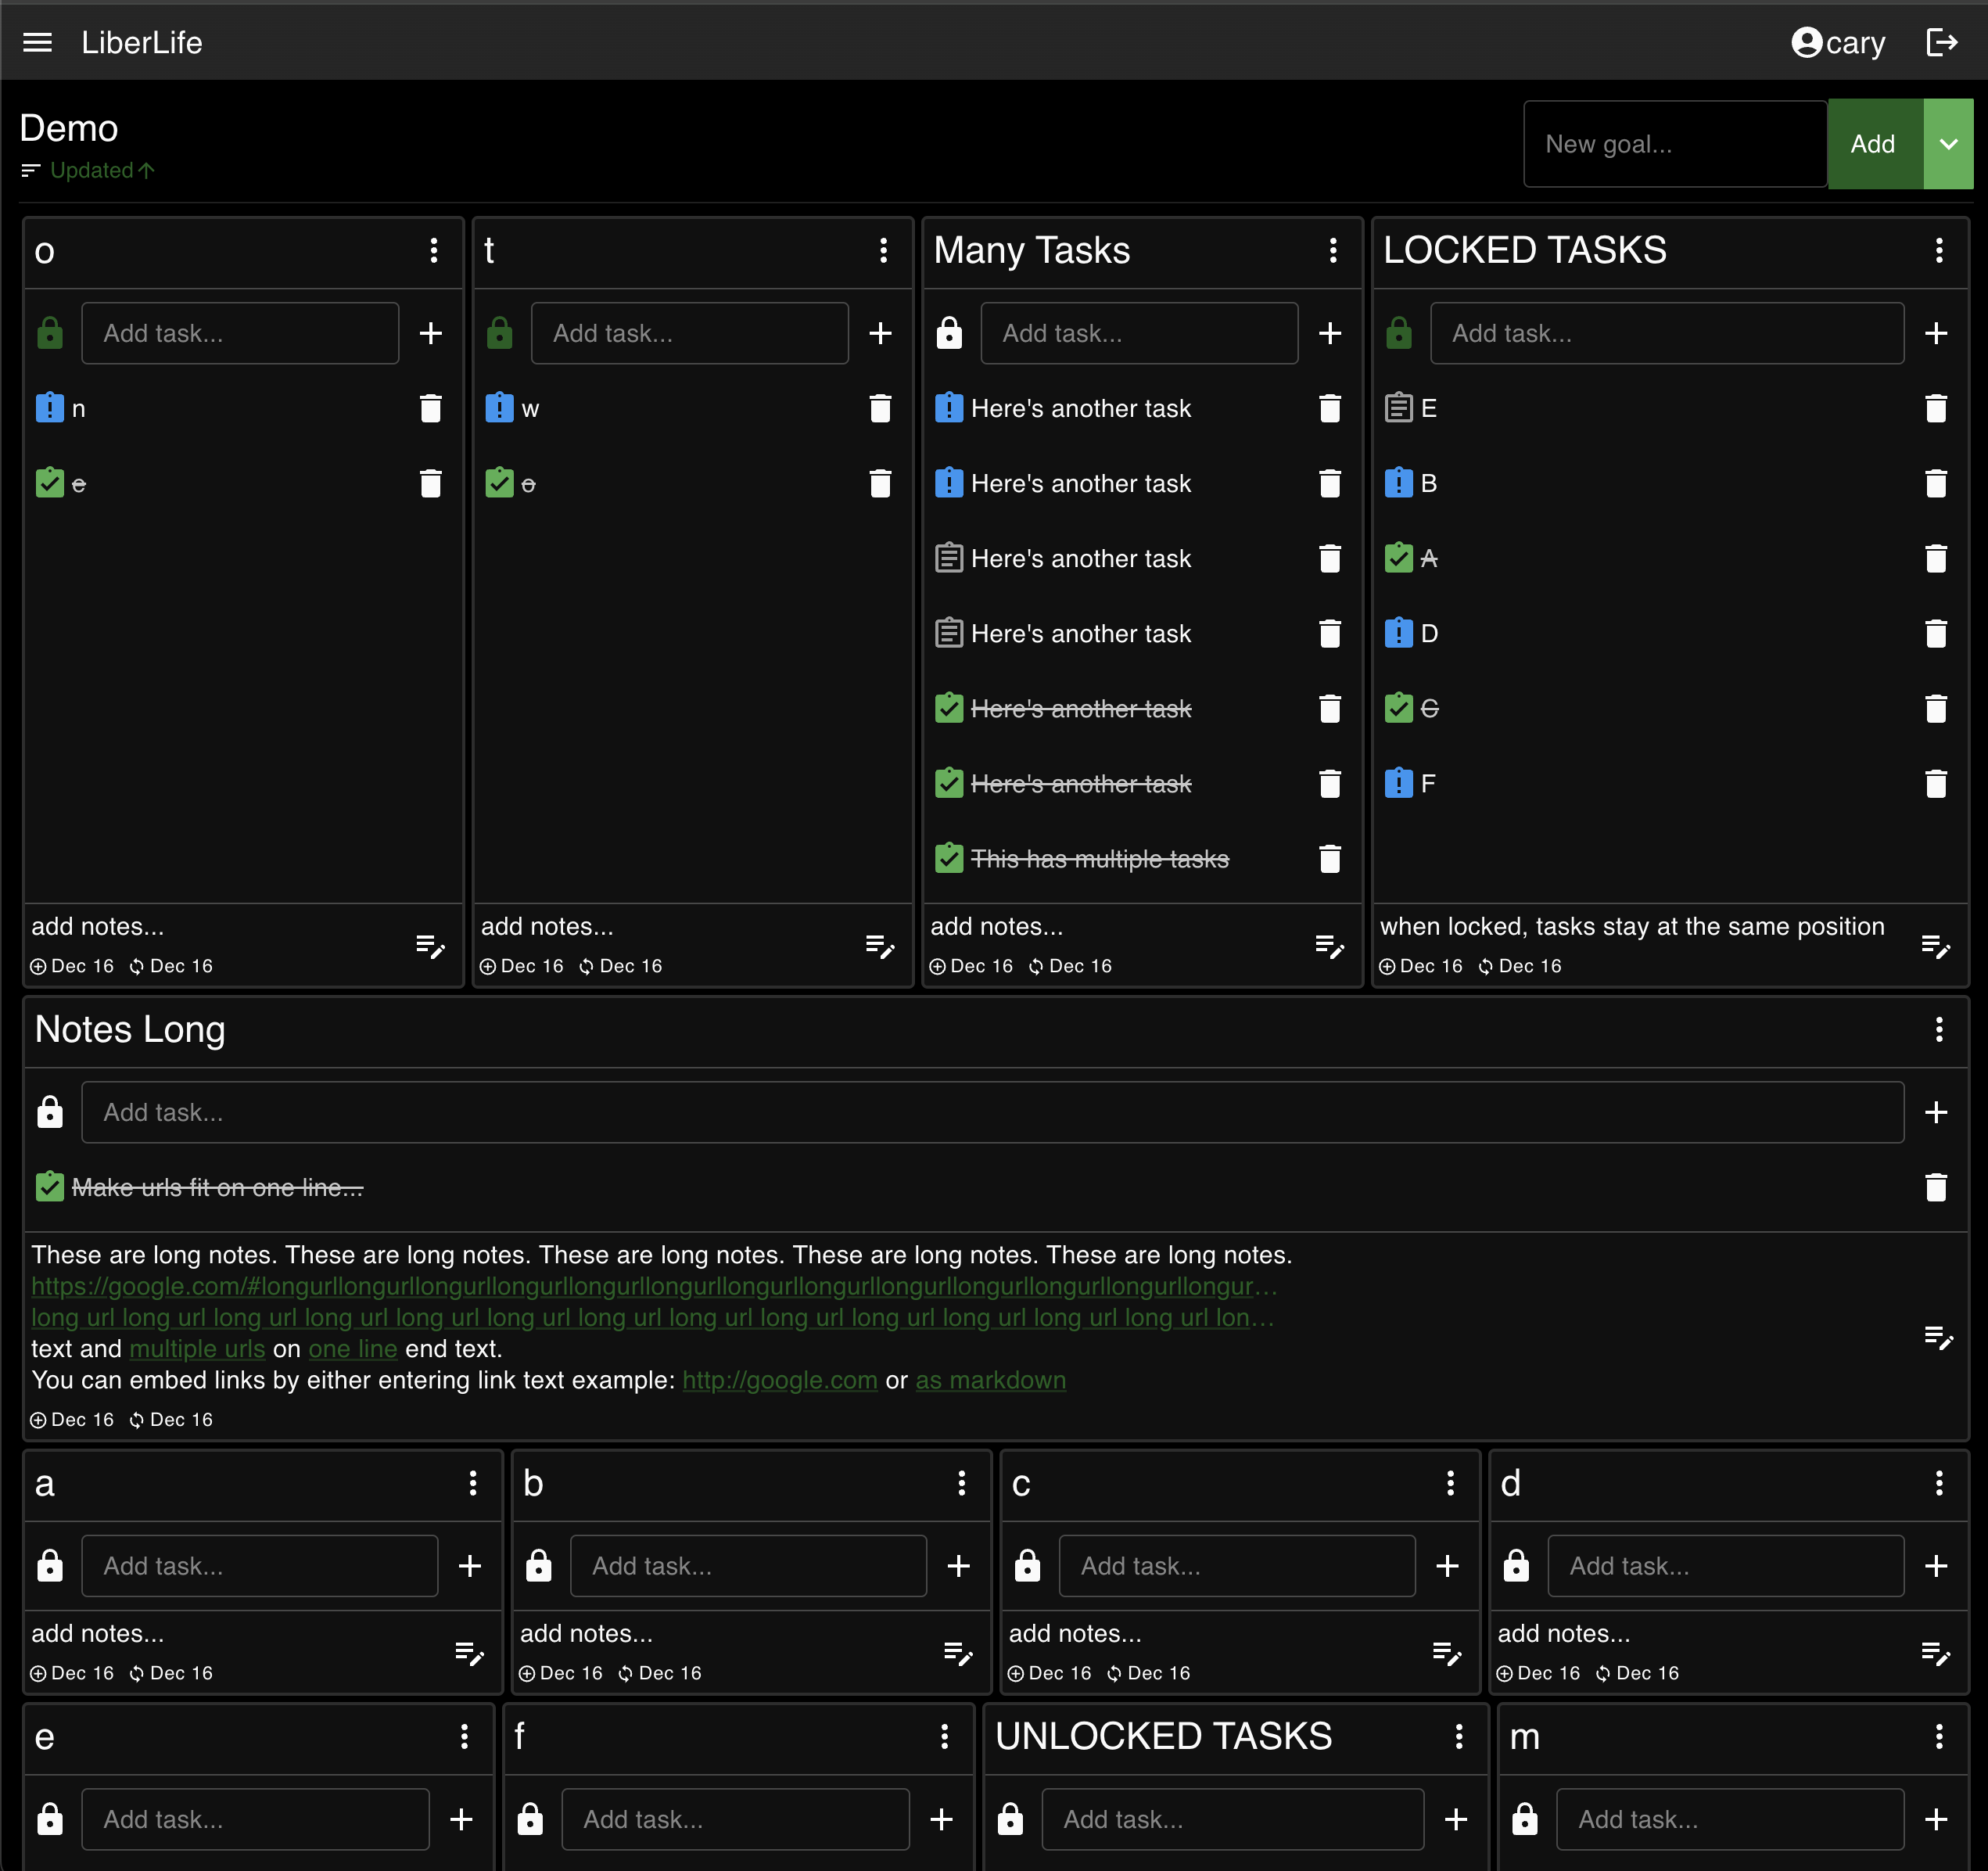 LiberLife
cary
Demo
Updated
New goal...
Add
o
Add task...
n
e
add notes...
Dec 16 Dec 16
t
Add task...
w
o
add notes...
Dec 16 Dec 16
Many Tasks
Add task...
Here's another task
Here's another task
Here's another task
Here's another task
Here's another task
Here's another task
This has multiple tasks
add notes...
Dec 16 Dec 16
LOCKED TASKS
Add task...
E
B
A
D
C
F
when locked, tasks stay at the same position
Dec 16 Dec 16
Notes Long
Add task...
Make urls fit on one line...
These are long notes. These are long notes. These are long notes. These are long notes. These are long notes.
https://google.com/#longurllongurllongurllongurllongurllongurllongurllongurllongurllongurllongurllongurllongur...
long url long url long url long url long url long url long url long url long url long url long url long url long url lon...
text and multiple urls on one line end text.
You can embed links by either entering link text example: http://google.com or as markdown
Dec 16 Dec 16
a
Add task...
add notes...
Dec 16 Dec 16
b
Add task...
add notes...
Dec 16 Dec 16
c
Add task...
add notes...
Dec 16 Dec 16
d
Add task...
add notes...
Dec 16 Dec 16
e
Add task...
f
Add task...
UNLOCKED TASKS
Add task...
m
Add task...